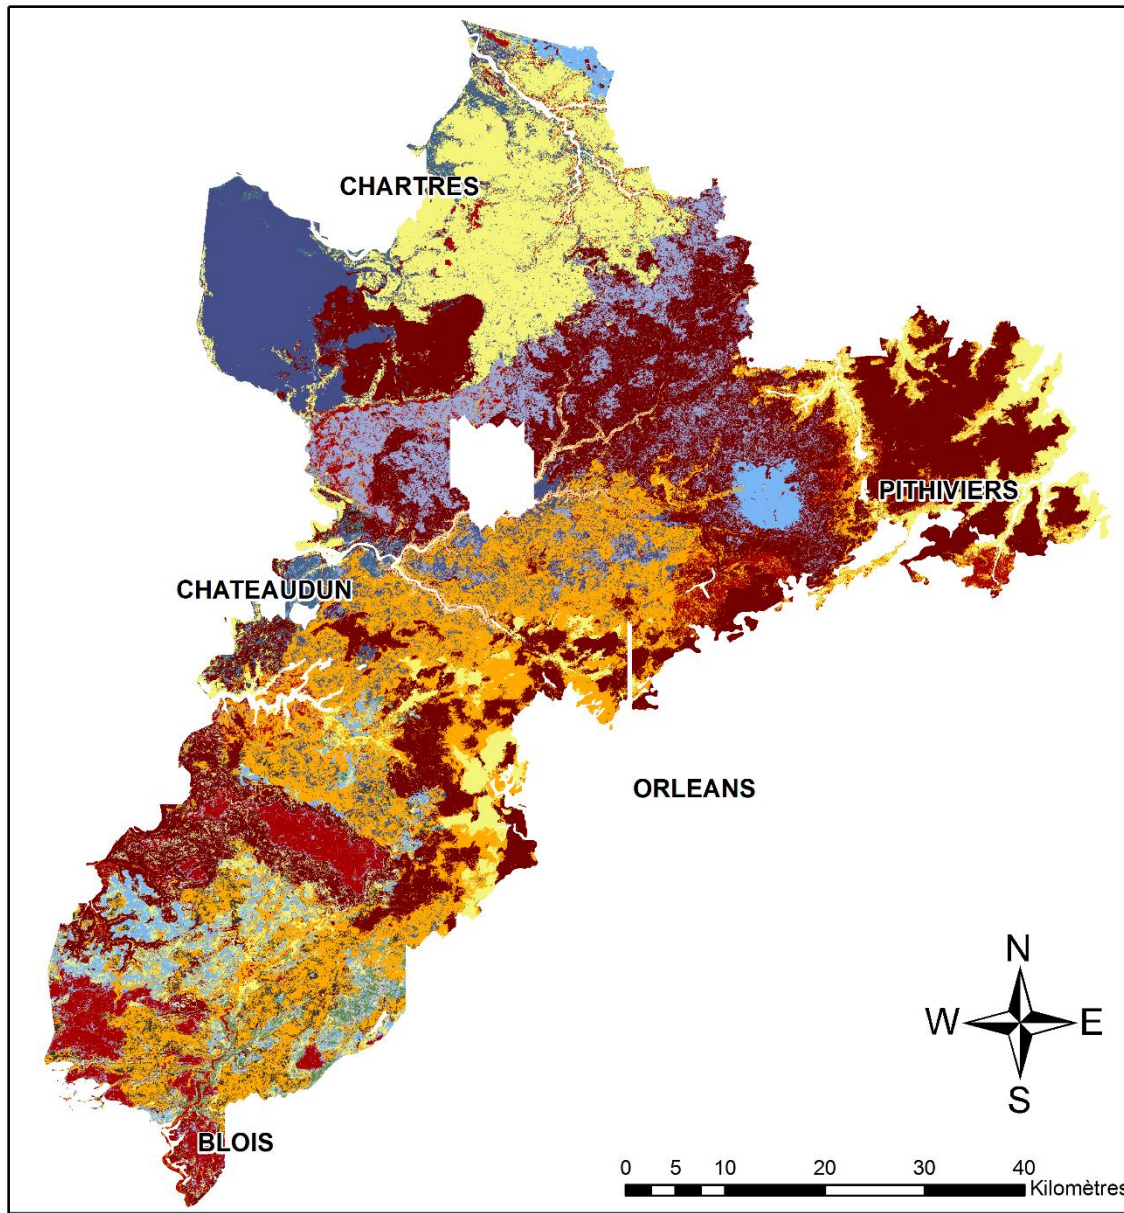 CHARTRES
PITHIVIERS
CHATEAUDUN
ORLEANS
N
W E
S
BLOIS
0 5 10 20 30 40
Kilomètres